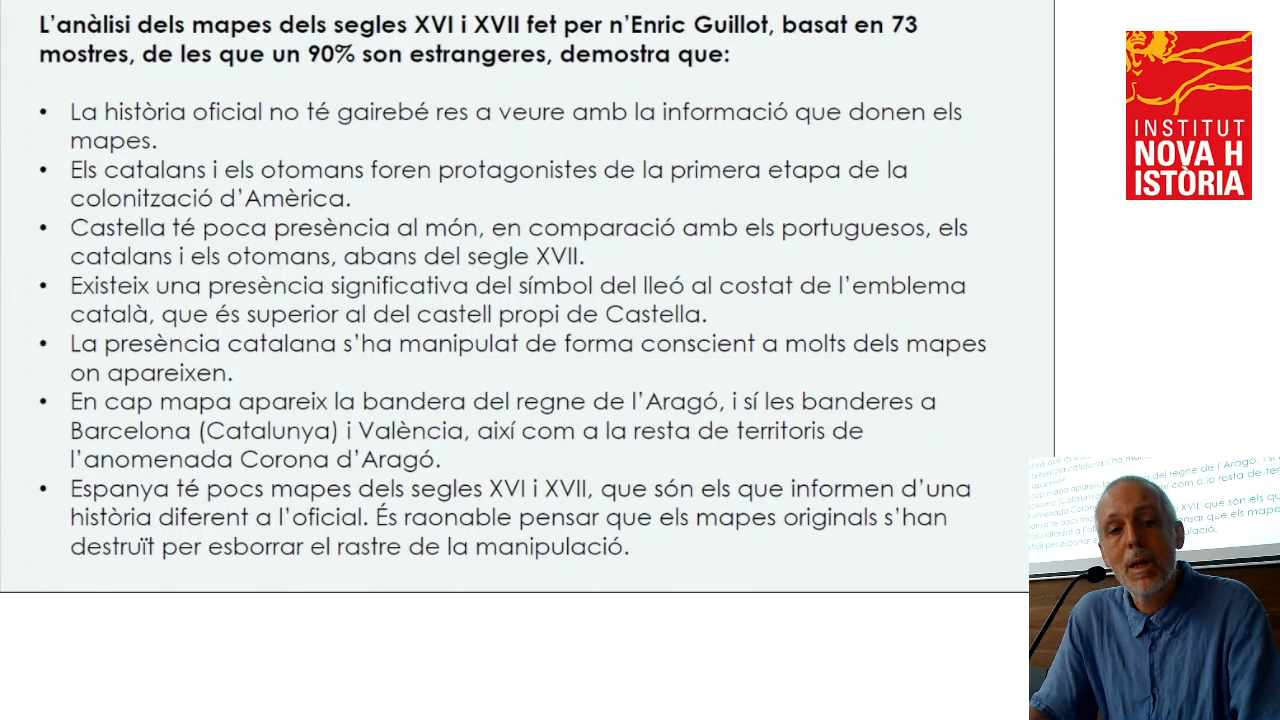 L'anàlisi dels mapes dels segles XVI i XVII fet per n'Enric Guillot, basat en 73
mostres, de les que un 90% son estrangeres, demostra que:
• La història oficial no té gairebé res a veure amb la informació que donen els
mapes.
• Els catalans i els otomans foren protagonistes de la primera etapa de la
colonització d'Amèrica.
• Castella té poca presència al món, en comparació amb els portuguesos, els
catalans i els otomans, abans del segle XVII.
• Existeix una presència significativa del símbol del lleó al costat de l'emblema
català, que és superior al del castell propi de Castella.
• La presència catalana s'ha manipulat de forma conscient a molts dels mapes
on apareixen.
• En cap mapa apareix la bandera del regne de l'Aragó, i sí les banderes a
Barcelona (Catalunya) i València, així com a la resta de territoris de
l'anomenada Corona d'Aragó.
• Espanya té pocs mapes dels segles XVI i XVII, que són els que informen d'una
història diferent a l'oficial. És raonable pensar que els mapes originals s'han
destruït per esborrar el rastre de la manipulació.
INSTITUT
NOVA H
ISTÒRIA